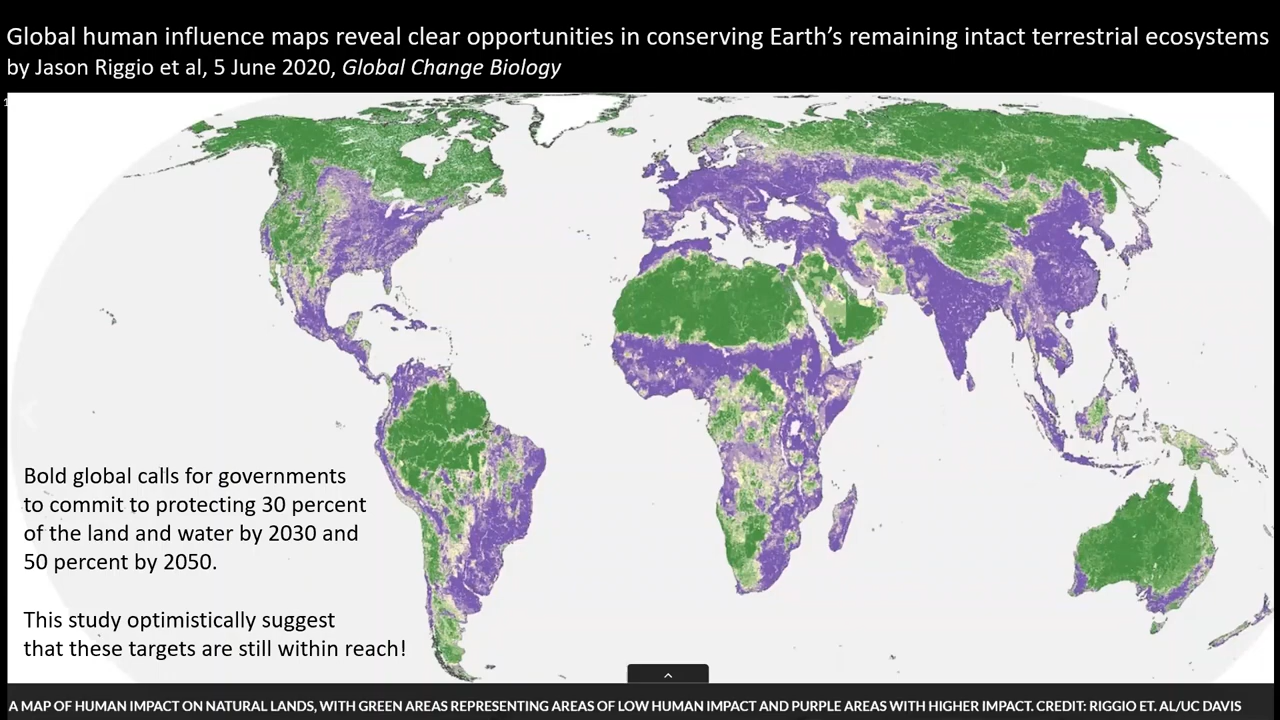 Global human influence maps reveal clear opportunities in conserving Earth’s remaining intact terrestrial ecosystems
by Jason Riggio et al, 5 June 2020, Global Change Biology
1
Bold global calls for governments
to commit to protecting 30 percent
of the land and water by 2030 and
50 percent by 2050.
This study optimistically suggest
that these targets are still within reach!
A MAP OF HUMAN IMPACT ON NATURAL LANDS, WITH GREEN AREAS REPRESENTING AREAS OF LOW HUMAN IMPACT AND PURPLE AREAS WITH HIGHER IMPACT. CREDIT: RIGGIO ET. AL/UC DAVIS